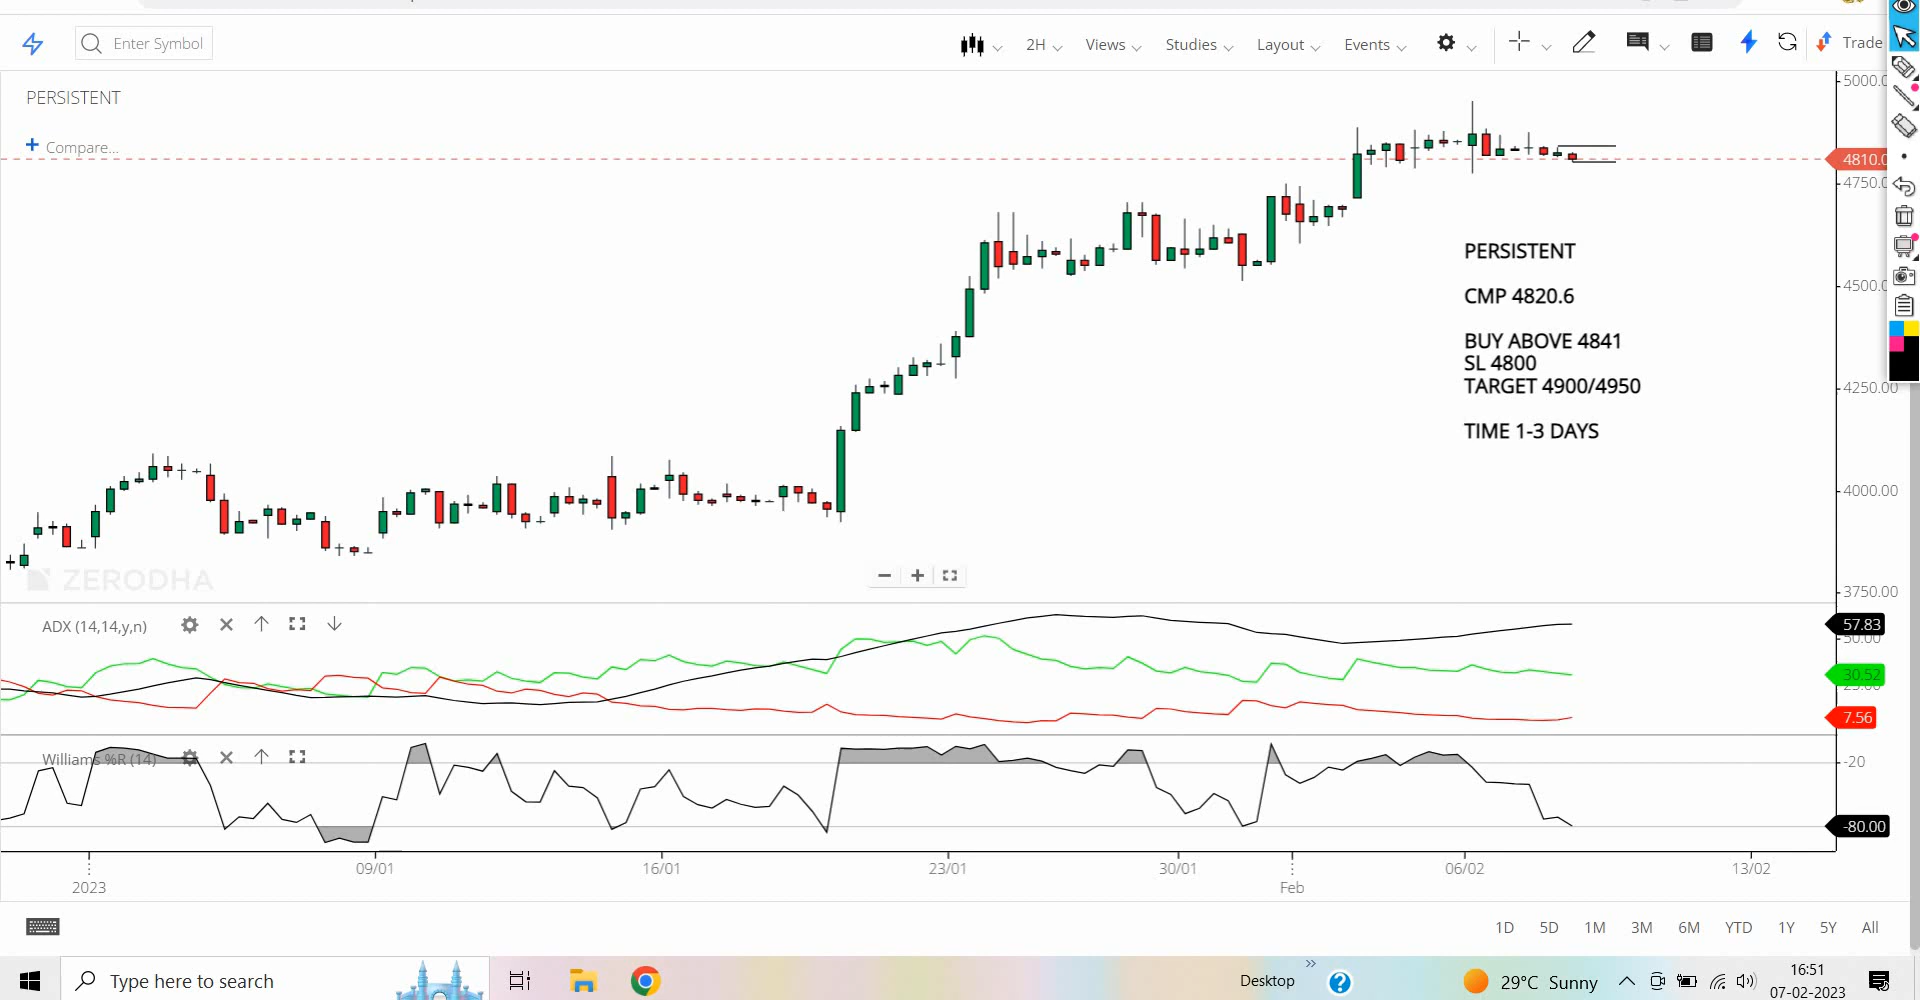 Enter Symbol
2H
Views
Studies
Layout
Events
Trade
PERSISTENT
+ Compare...
5000.0
4810.0
4750.0
4500.0
4250.00
4000.00
3750.00
PERSISTENT
CMP 4820.6
BUY ABOVE 4841
SL 4800
TARGET 4900/4950
TIME 1-3 DAYS
ZERODHA
ADX (14,14,y,n)
57.83
50.00
30.52
25.00
7.56
Williams %R (14)
-20
-80.00
09/01
16/01
23/01
30/01
06/02
13/02
2023
Feb
1D
5D
1M
3M
6M
YTD
1Y
5Y
All
Type here to search
Desktop
29°C Sunny
16:51
07-02-2023